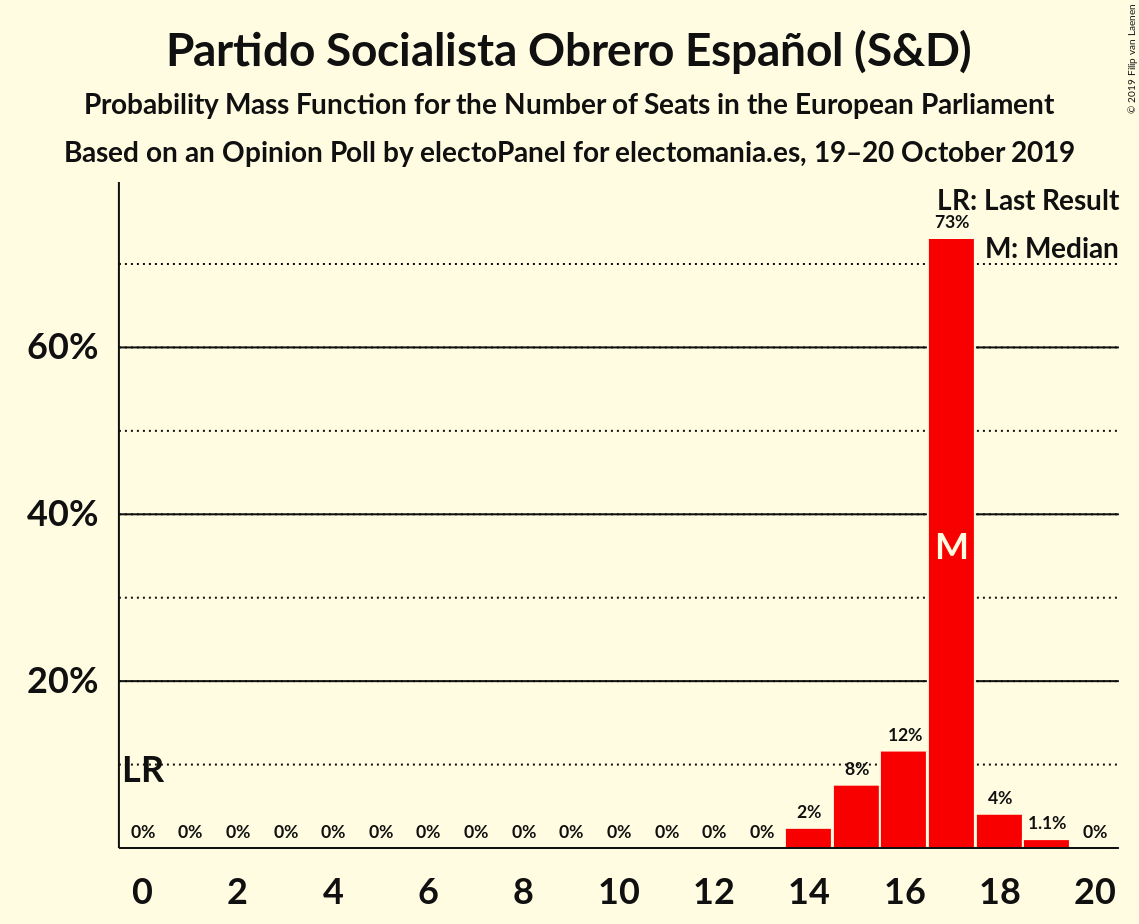 Partido Socialista Obrero Español (S&D)
Probability Mass Function for the Number of Seats in the European Parliament
Based on an Opinion Poll by electoPanel for electomania.es, 19–20 October 2019
© 2019 Filip van Laenen
LR: Last Result
M: Median
73%
60%
40%
M
20%
12%
LR
8%
2%
4%
1.1%
0% 0% 0% 0% 0% 0% 0% 0% 0% 0% 0% 0% 0% 0% 0%
0 2 4 6 8 10 12 14 16 18 20